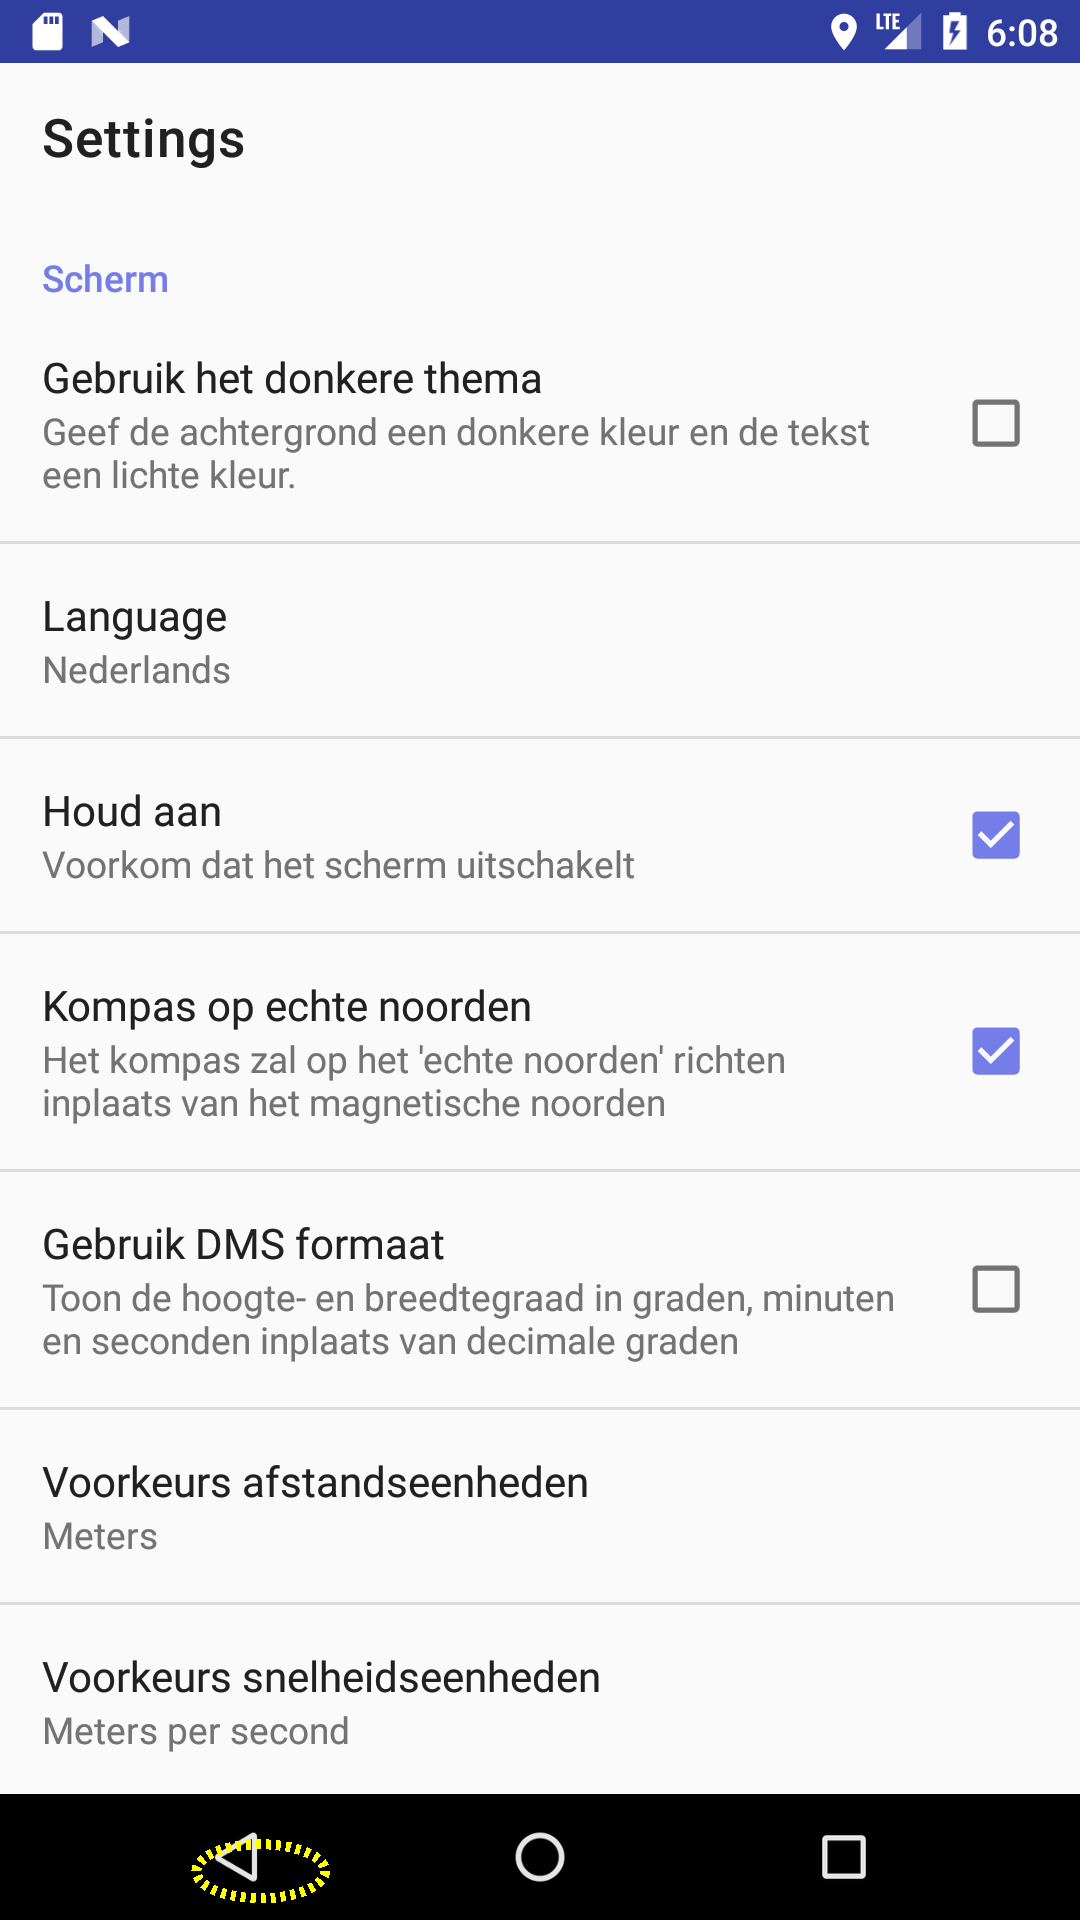 LTE 6:08
Settings
Scherm
Gebruik het donkere thema
Geef de achtergrond een donkere kleur en de tekst
een lichte kleur.
Language
Nederlands
Houd aan
Voorkom dat het scherm uitschakelt
Kompas op echte noorden
Het kompas zal op het 'echte noorden' richten
inplaats van het magnetische noorden
Gebruik DMS formaat
Toon de hoogte- en breedtegraad in graden, minuten
en seconden inplaats van decimale graden
Voorkeurs afstandseenheden
Meters
Voorkeurs snelheidseenheden
Meters per second